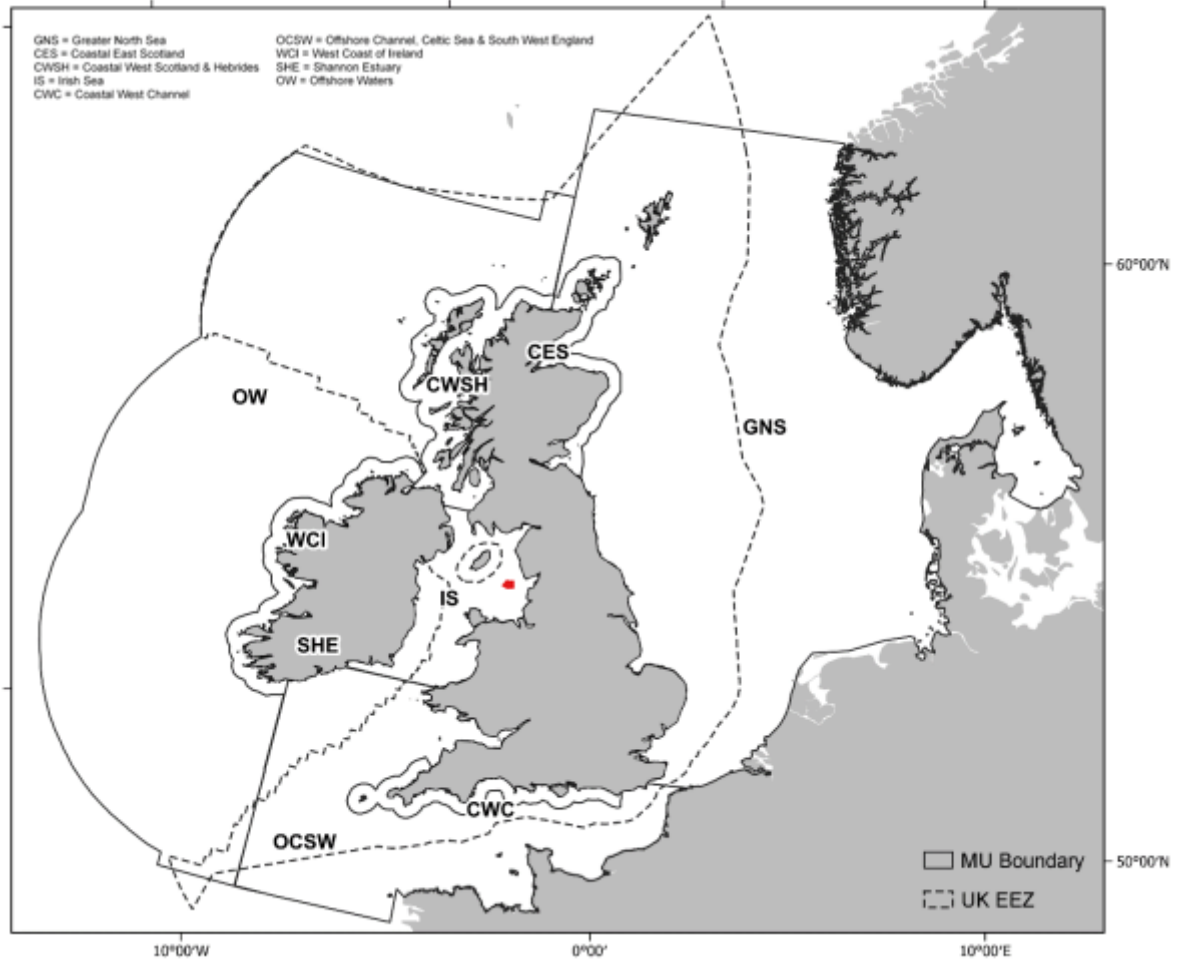 GNS = Greater North Sea
CES = Coastal East Scotland
CWSH = Coastal West Scotland & Hebrides
IS = Irish Sea
CWC = Coastal West Channel
OCSW = Offshore Channel, Celtic Sea & South West England
WCI = West Coast of Ireland
SHE = Shannon Estuary
OW = Offshore Waters
60°00'N
CES
CWSH
OW
GNS
WCI
IS
SHE
CWC
OCSW
MU Boundary
50°00'N
UK EEZ
10°00'W
0°00'
10°00'E